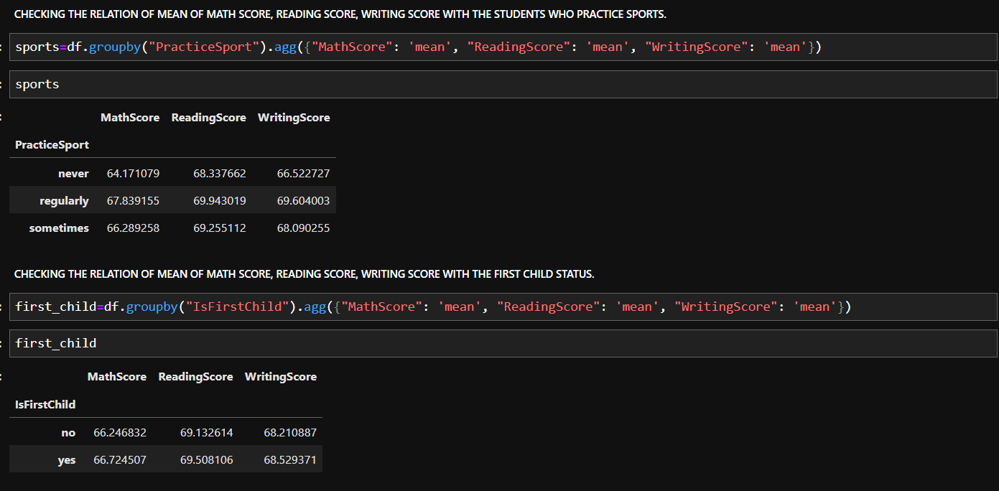 CHECKING THE RELATION OF MEAN OF MATH SCORE, READING SCORE, WRITING SCORE WITH THE STUDENTS WHO PRACTICE SPORTS.
: sports=df.groupby("PracticeSport").agg({"MathScore": 'mean', "ReadingScore": 'mean', "WritingScore": 'mean'})
: sports
: MathScore ReadingScore WritingScore
PracticeSport
never 64.171079 68.337662 66.522727
regularly 67.839155 69.943019 69.604003
sometimes 66.289258 69.255112 68.090255
CHECKING THE RELATION OF MEAN OF MATH SCORE, READING SCORE, WRITING SCORE WITH THE FIRST CHILD STATUS.
: first_child=df.groupby("IsFirstChild").agg({"MathScore": 'mean', "ReadingScore": 'mean', "WritingScore": 'mean'})
: first_child
: MathScore ReadingScore WritingScore
IsFirstChild
no 66.246832 69.132614 68.210887
yes 66.724507 69.508106 68.529371